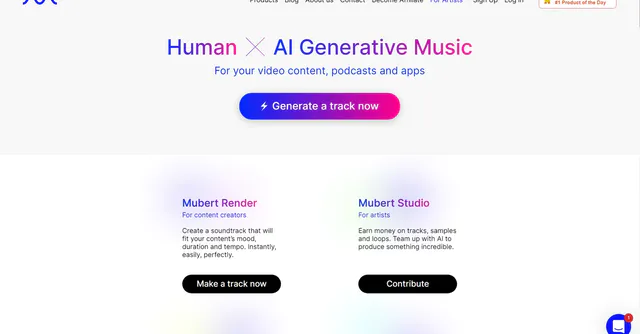 Products Blog About us Contact Become Affiliate For Artists Sign Up Log in
#1 Product of the Day
Human X AI Generative Music
For your video content, podcasts and apps
Generate a track now
Mubert Render
For content creators
Create a soundtrack that will
fit your content's mood,
duration and tempo. Instantly,
easily, perfectly.
Make a track now
Mubert Studio
For artists
Earn money on tracks, samples
and loops. Team up with AI to
produce something incredible.
Contribute
1